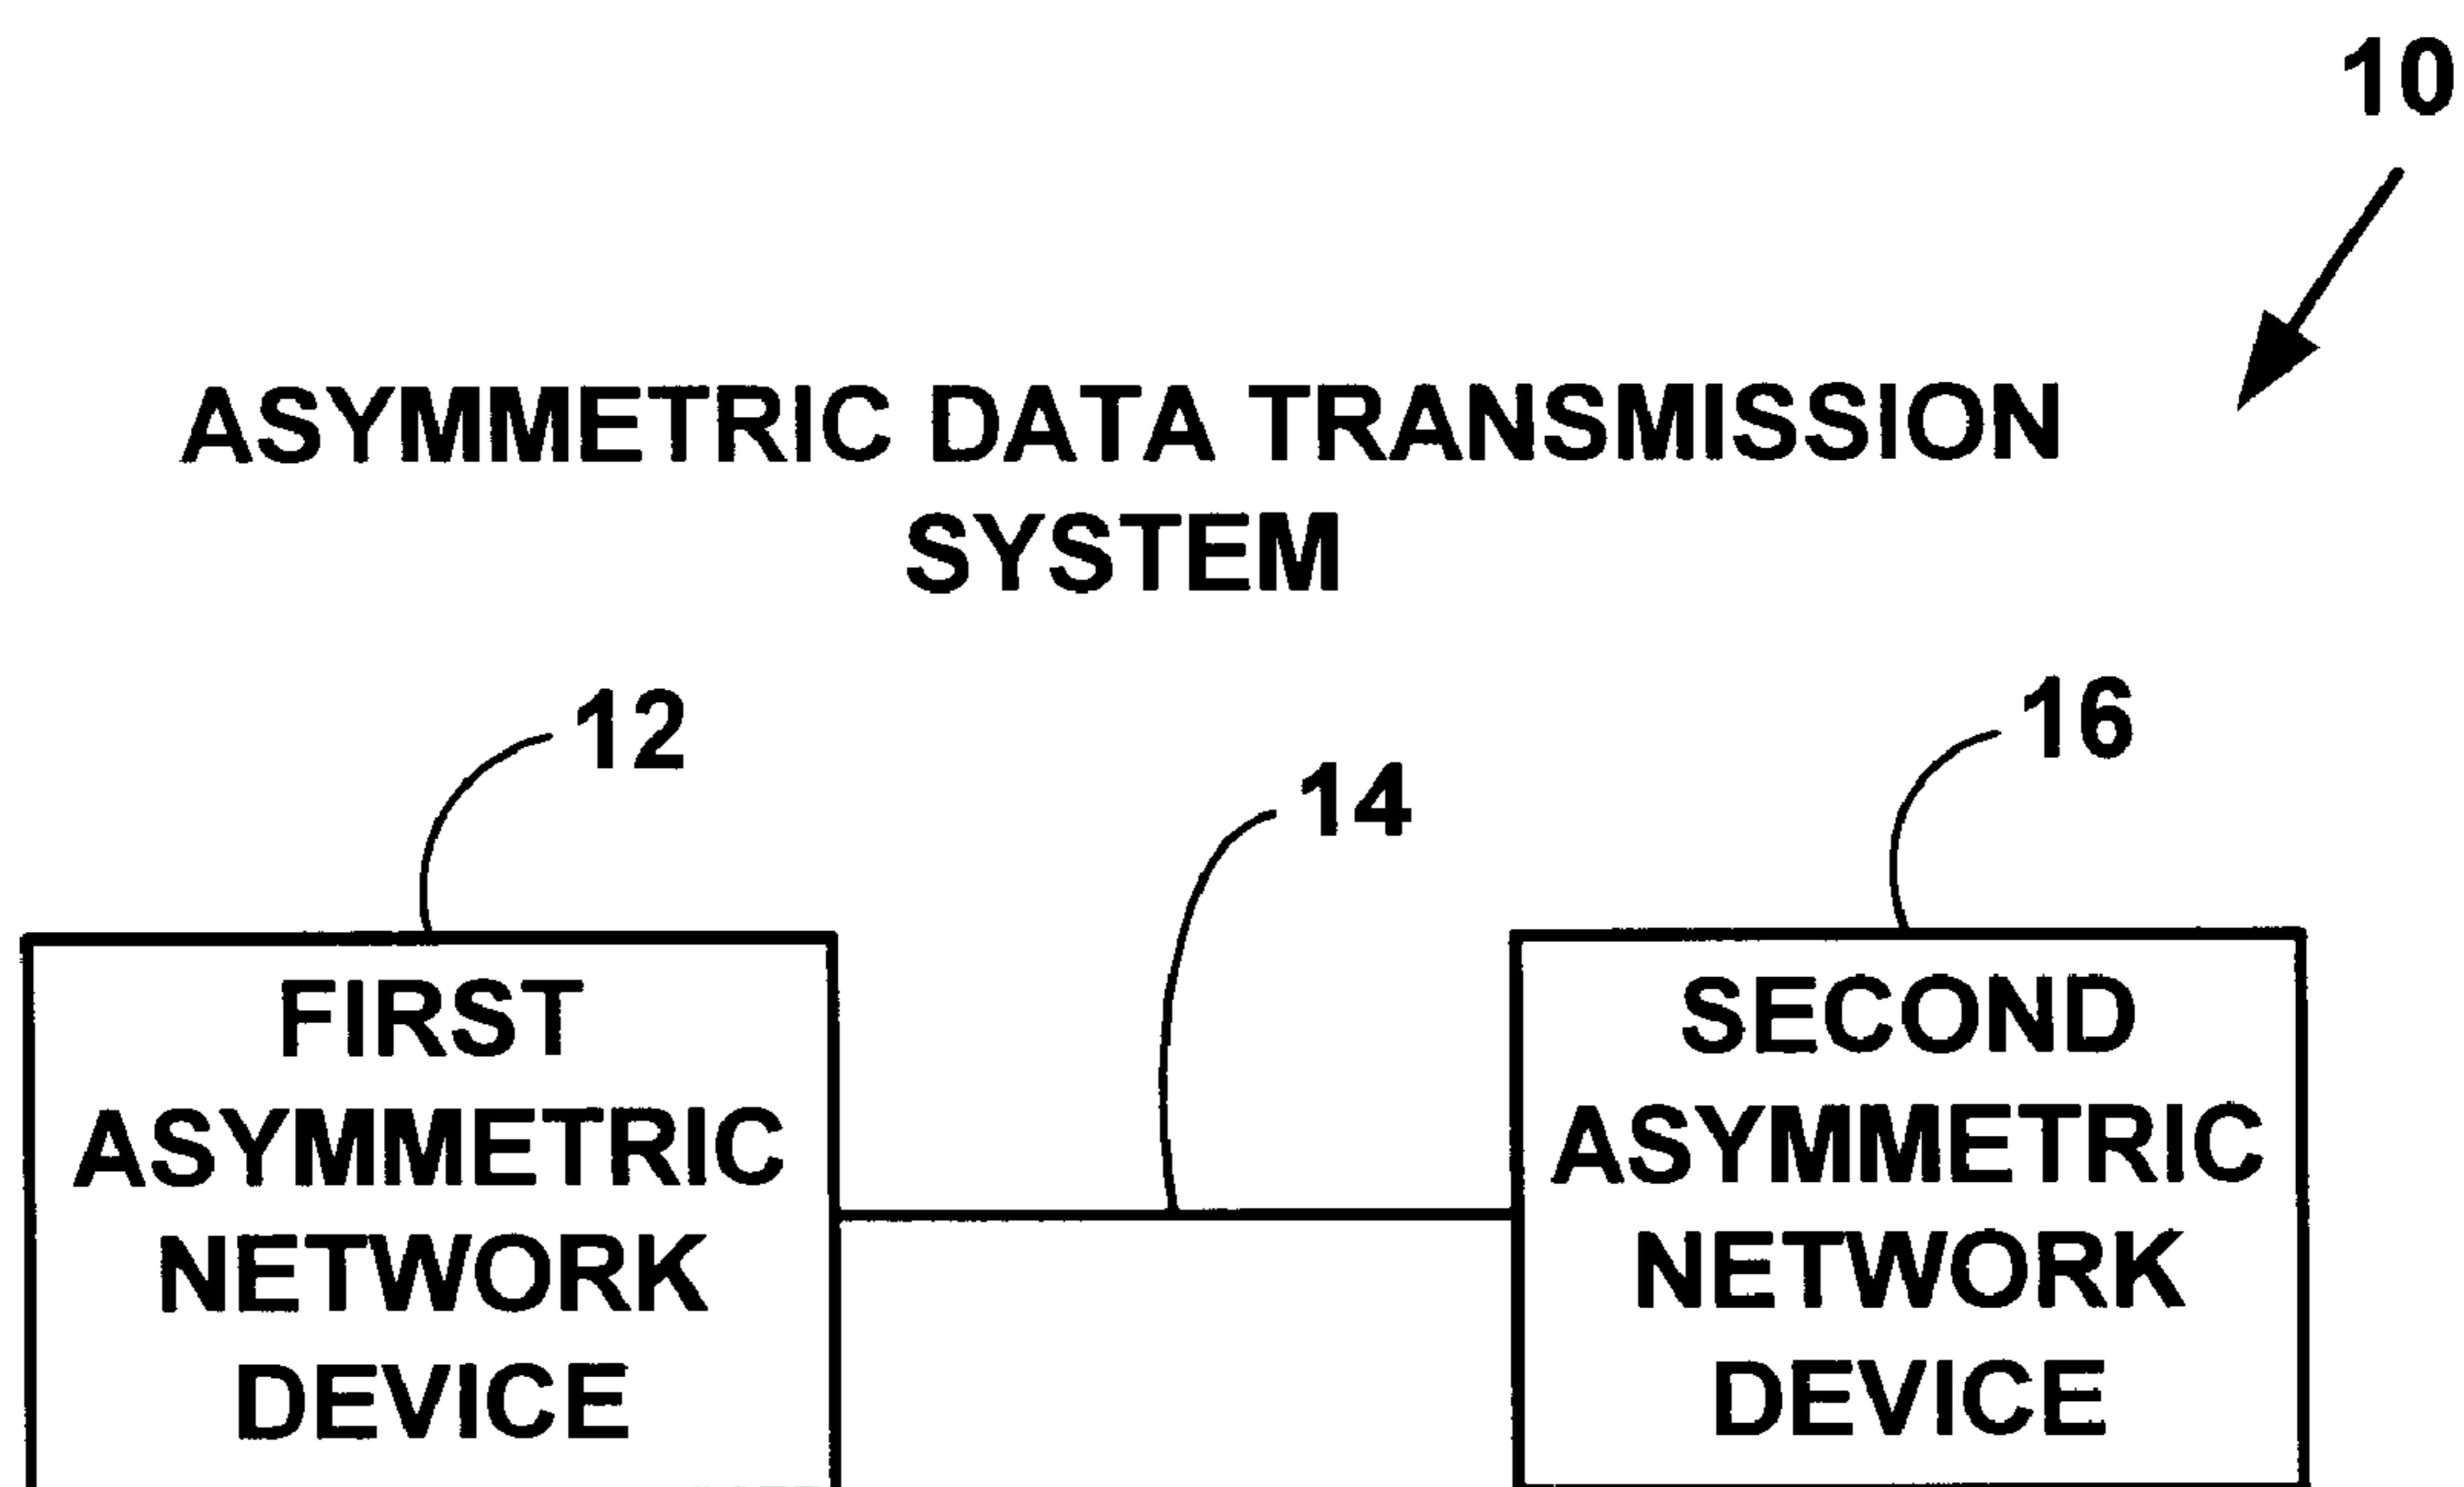 10
ASYMMETRIC DATA TRANSMISSION
SYSTEM
12
16
14
FIRST
ASYMMETRIC
NETWORK
DEVICE
SECOND
ASYMMETRIC
NETWORK
DEVICE